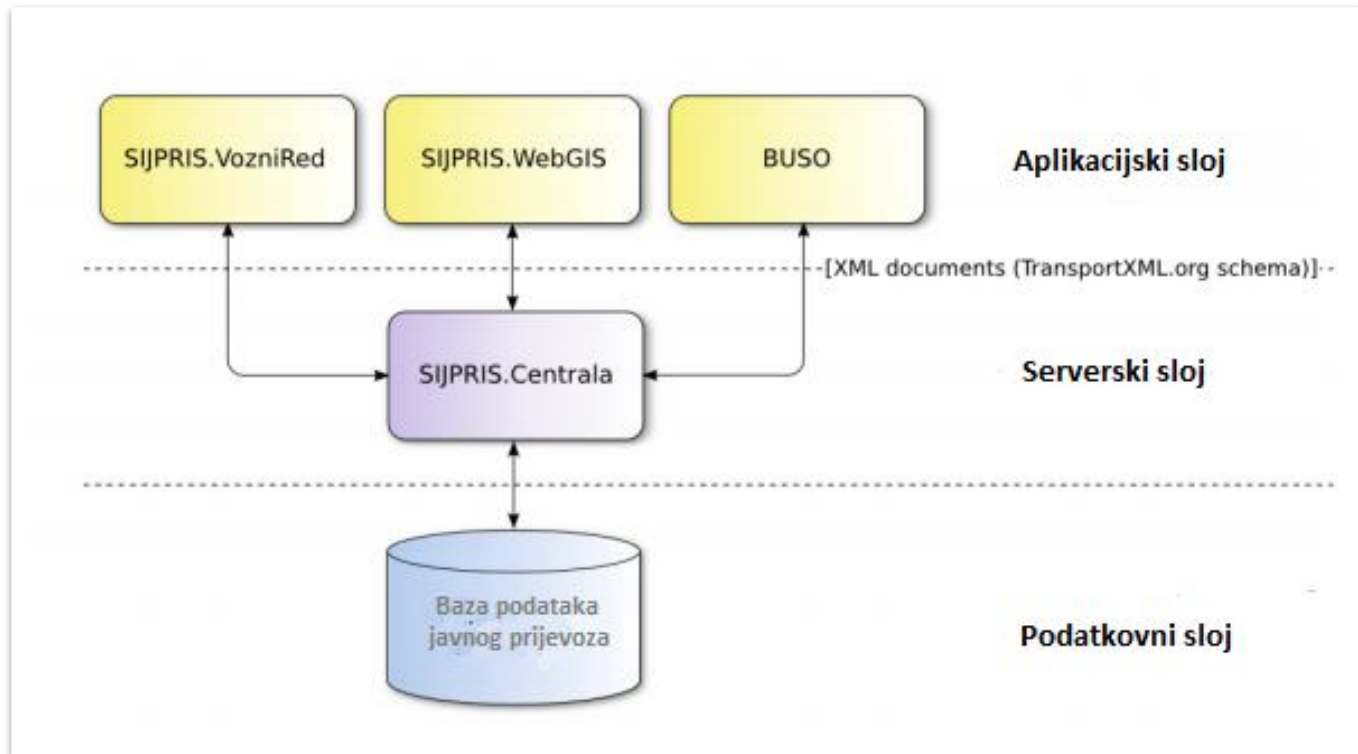 SIJPRIS.VozniRed
SIJPRIS.WebGIS
BUSO
Aplikacijski sloj
[XML documents (TransportXML.org schema)]
SIJPRIS.Centrala
Serverski sloj
Baza podataka
javnog prijevoza
Podatkovni sloj